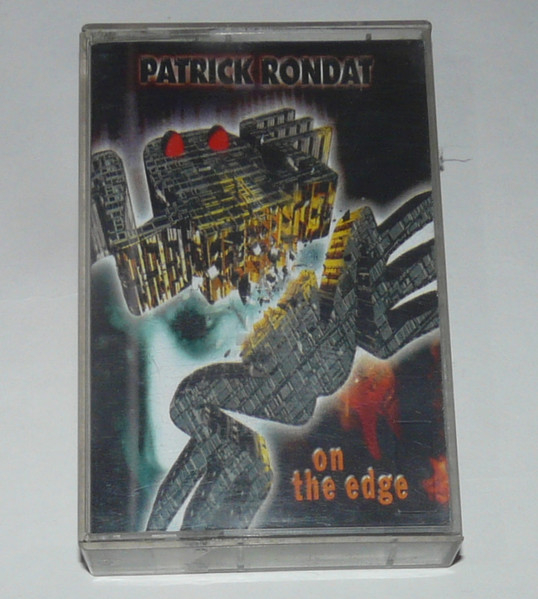 PATRICK RONDAT
on
the edge